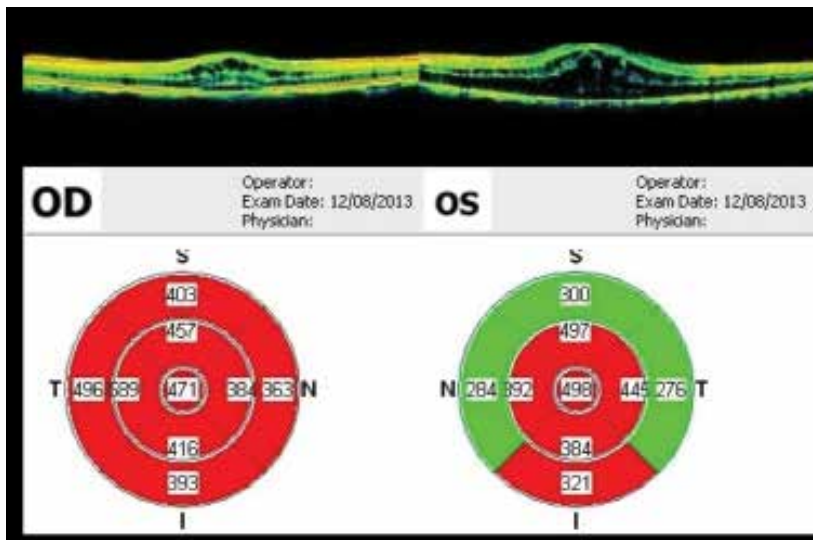 OD
Operator:
Exam Date: 12/08/2013
Physician:
OS
Operator:
Exam Date: 12/08/2013
Physician:
S
403
457
T 496 589 471 384 363 N
416
393
I
S
300
497
N 284 392 498 445 276 T
384
321
I